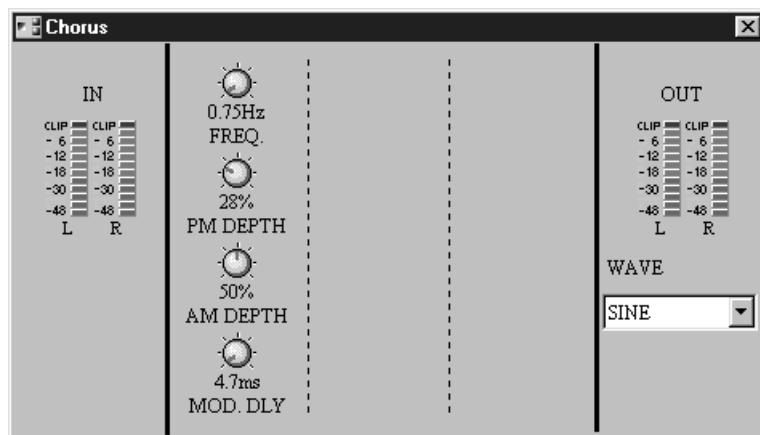 Chorus
IN
CLIP CLIP
- 6 - 6
-12 -12
-18 -18
-30 -30
-48 -48
L R
0.75Hz
FREQ.
28%
PM DEPTH
50%
AM DEPTH
4.7ms
MOD. DLY
OUT
CLIP CLIP
- 6 - 6
-12 -12
-18 -18
-30 -30
-48 -48
L R
WAVE
SINE